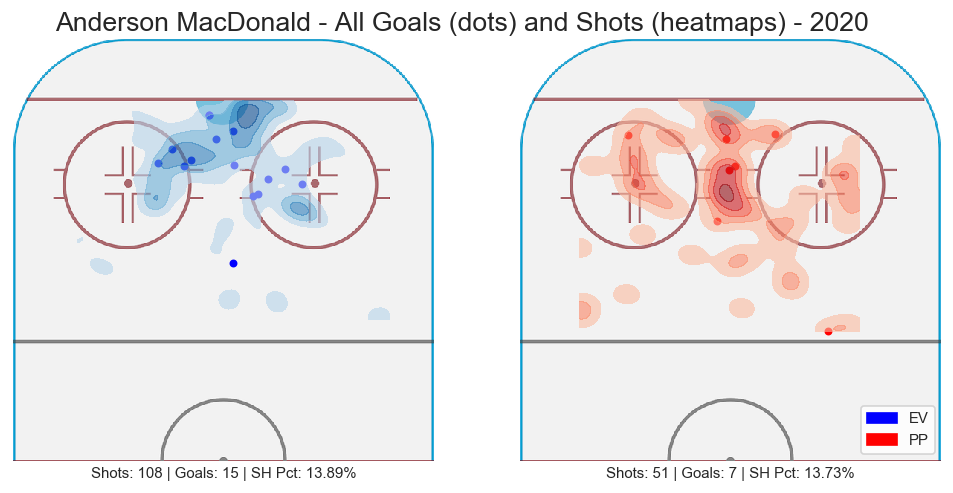 Anderson MacDonald - All Goals (dots) and Shots (heatmaps) - 2020
EV
PP
Shots: 108 | Goals: 15 | SH Pct: 13.89%
Shots: 51 | Goals: 7 | SH Pct: 13.73%